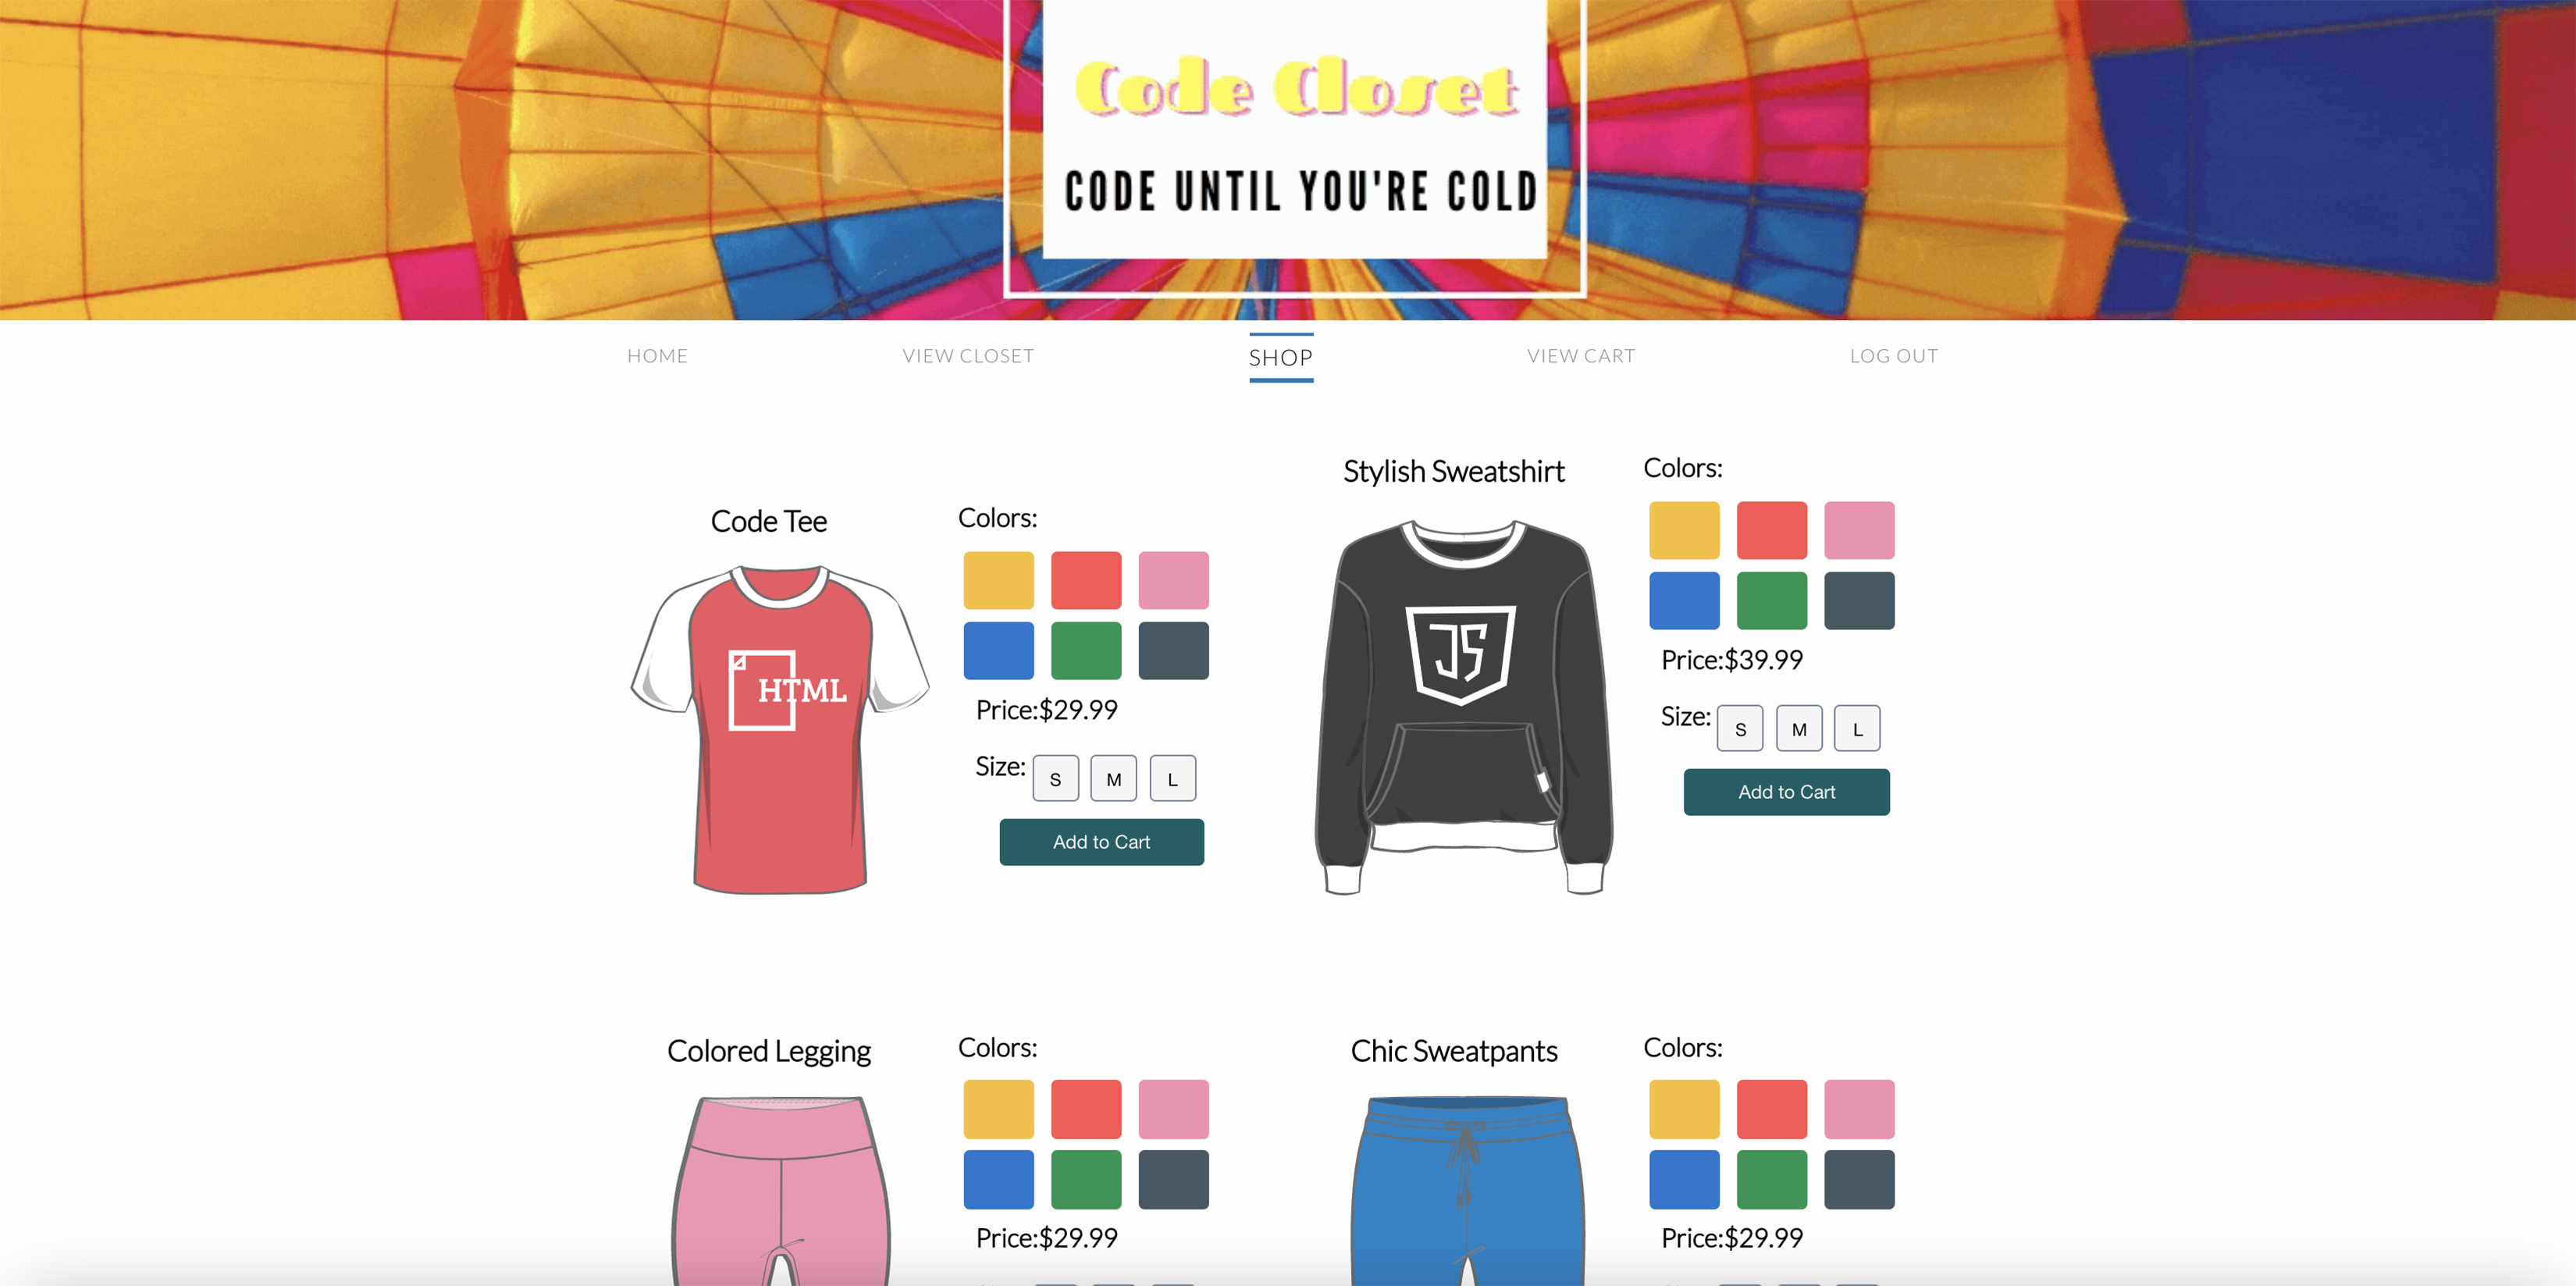 Code Closet
CODE UNTIL YOU'RE COLD
HOME VIEW CLOSET SHOP VIEW CART LOG OUT
Code Tee
HTML
Colors:
Price:$29.99
Size: S M L
Add to Cart
Stylish Sweatshirt
JS
Colors:
Price:$39.99
Size: S M L
Add to Cart
Colored Legging
Colors:
Price:$29.99
Chic Sweatpants
Colors:
Price:$29.99